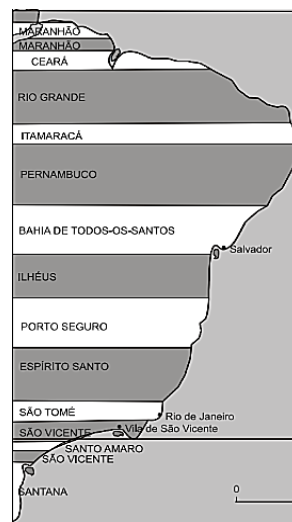 MARANHÃO
MARANHÃO
CEARÁ
RIO GRANDE
ITAMARACÁ
PERNAMBUCO
BAHIA DE TODOS-OS-SANTOS
Salvador
ILHÉUS
PORTO SEGURO
ESPÍRITO SANTO
SÃO TOMÉ
Rio de Janeiro
SÃO VICENTE
Vila de São Vicente
SANTO AMARO
SÃO VICENTE
SANTANA
0